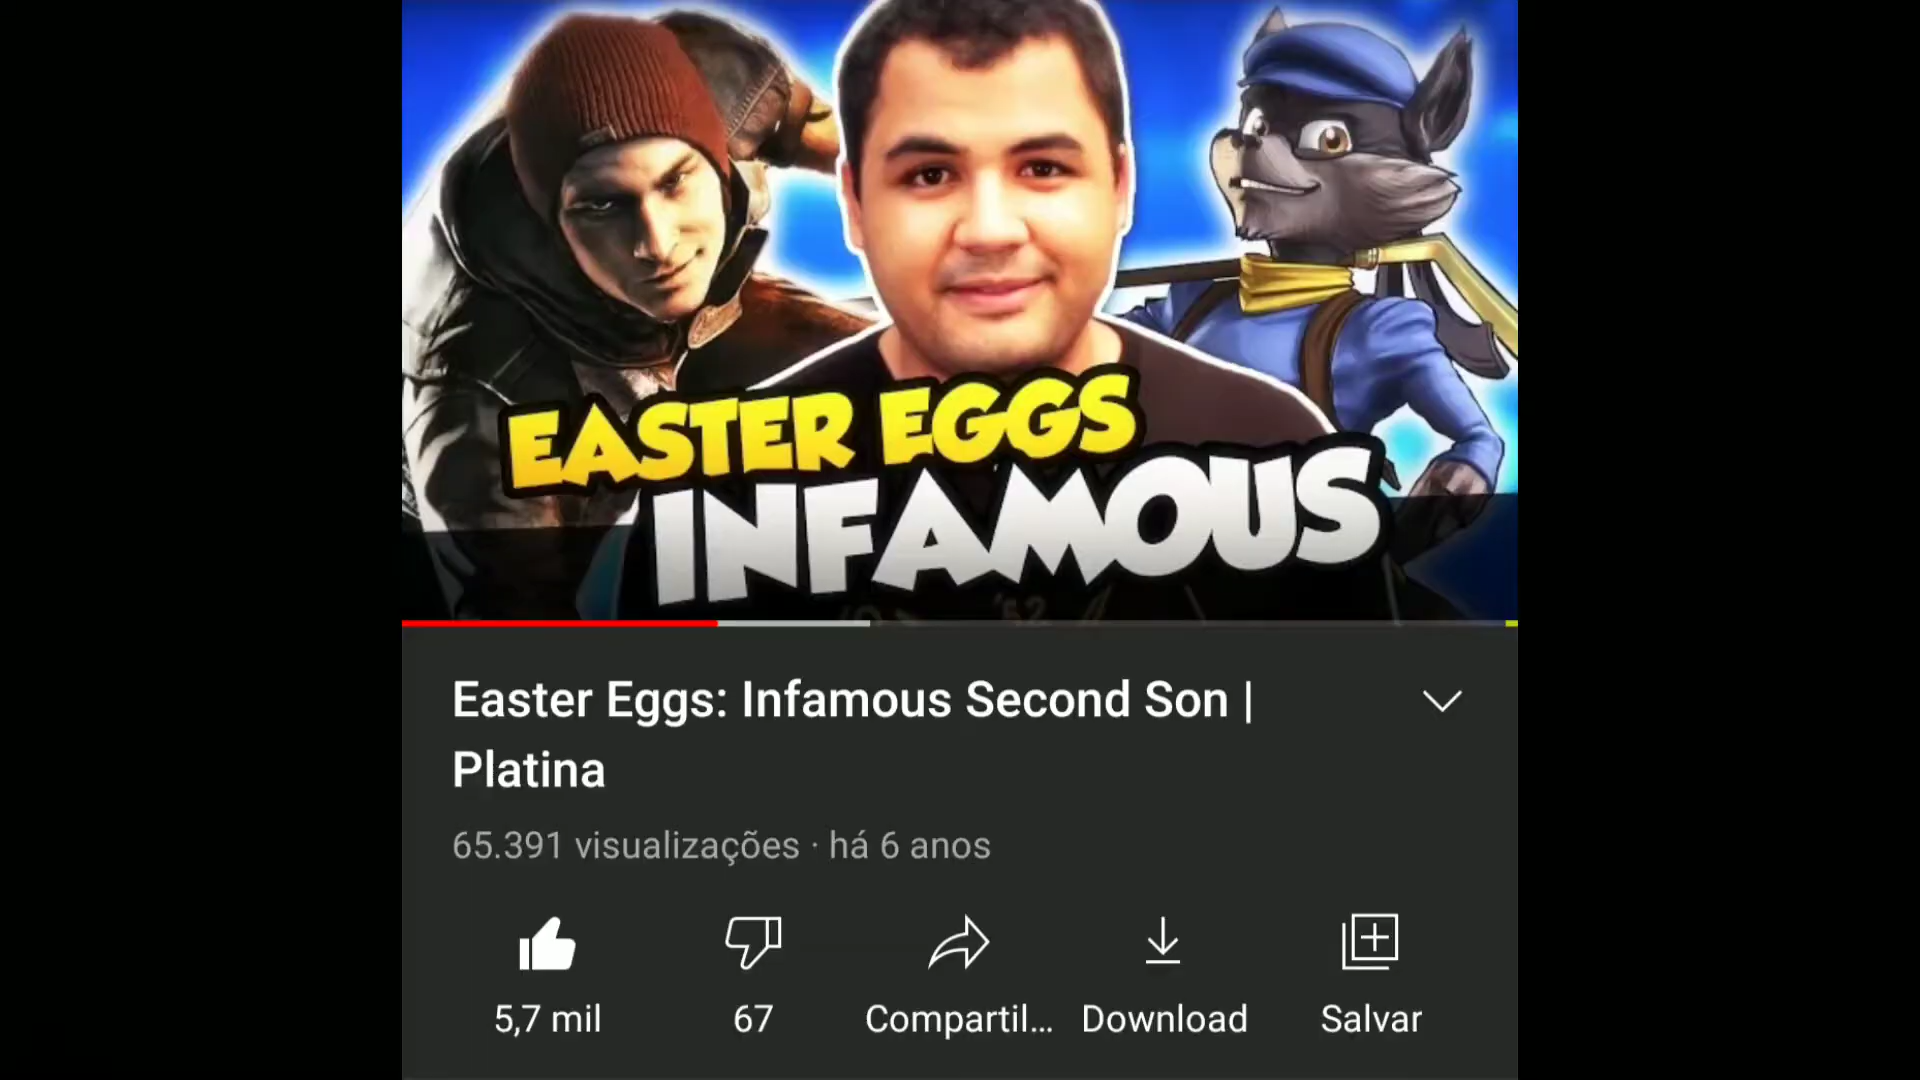 EASTER EGGS
INFAMOUS
Easter Eggs: Infamous Second Son |
Platina
65.391 visualizações · há 6 anos
5,7 mil 67 Compartil... Download Salvar